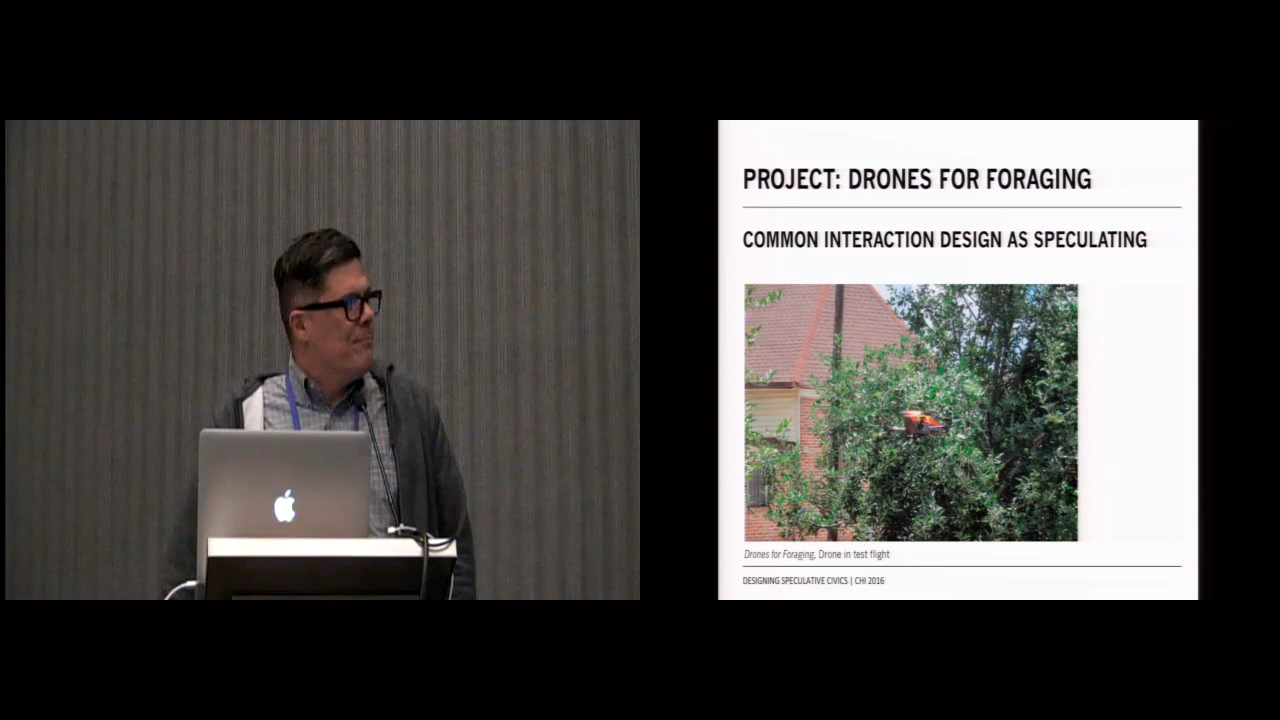 PROJECT: DRONES FOR FORAGING
COMMON INTERACTION DESIGN AS SPECULATING
Drones for Foraging, Drone in test flight
DESIGNING SPECULATIVE CIVICS | CHI 2016